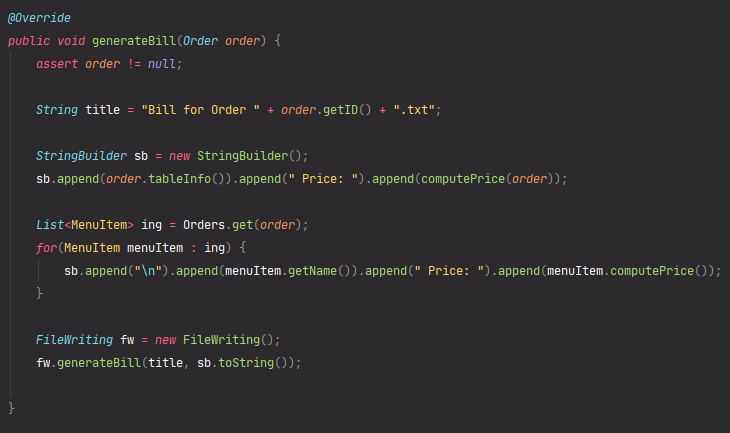 @Override
public void generateBill(Order order) {
    assert order != null;
    String title = "Bill for Order " + order.getID() + ".txt";
    StringBuilder sb = new StringBuilder();
    sb.append(order.tableInfo()).append(" Price: ").append(computePrice(order));
    List<MenuItem> ing = Orders.get(order);
    for(MenuItem menuItem : ing) {
        sb.append("\n").append(menuItem.getName()).append(" Price: ").append(menuItem.computePrice());
    }
    FileWriting fw = new FileWriting();
    fw.generateBill(title, sb.toString());
}